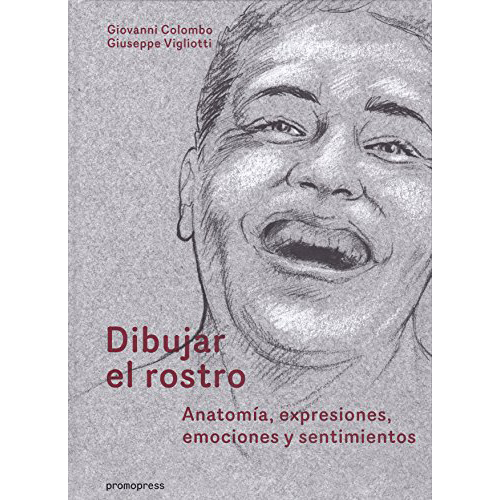 Giovanni Colombo
Giuseppe Vigliotti
Dibujar
el rostro
Anatomía, expresiones,
emociones y sentimientos
promopress